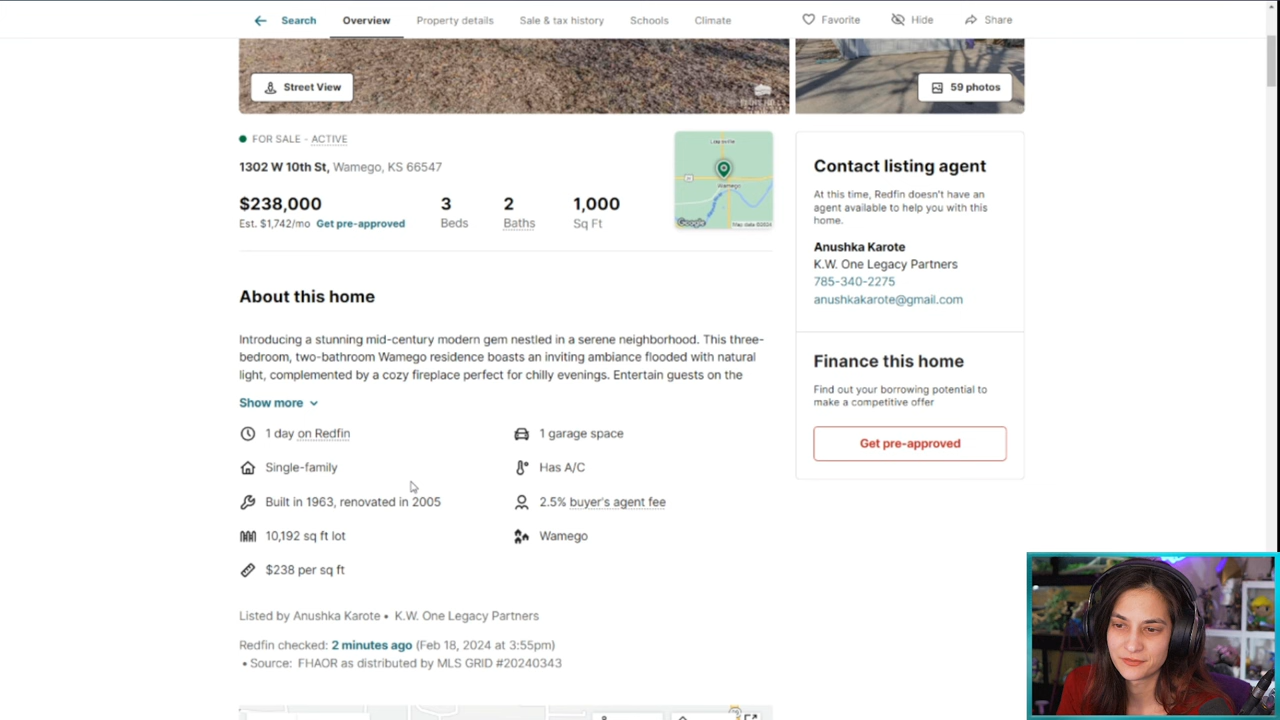 Search
Overview
Property details
Sale & tax history
Schools
Climate
Favorite
Hide
Share
Street View
59 photos
FOR SALE - ACTIVE
1302 W 10th St, Wamego, KS 66547
$238,000
3
2
1,000
Est. $1,742/mo Get pre-approved
Beds
Baths
Sq Ft
Wamego
Google
Map data ©2024
About this home
Introducing a stunning mid-century modern gem nestled in a serene neighborhood. This three-
bedroom, two-bathroom Wamego residence boasts an inviting ambiance flooded with natural
light, complemented by a cozy fireplace perfect for chilly evenings. Entertain guests on the
Show more
1 day on Redfin
1 garage space
Single-family
Has A/C
Built in 1963, renovated in 2005
2.5% buyer's agent fee
10,192 sq ft lot
Wamego
$238 per sq ft
Listed by Anushka Karote • K.W. One Legacy Partners
Redfin checked: 2 minutes ago (Feb 18, 2024 at 3:55pm)
• Source: FHAOR as distributed by MLS GRID #20240343
Contact listing agent
At this time, Redfin doesn't have an
agent available to help you with this
home.
Anushka Karote
K.W. One Legacy Partners
785-340-2275
anushkakarote@gmail.com
Finance this home
Find out your borrowing potential to
make a competitive offer
Get pre-approved